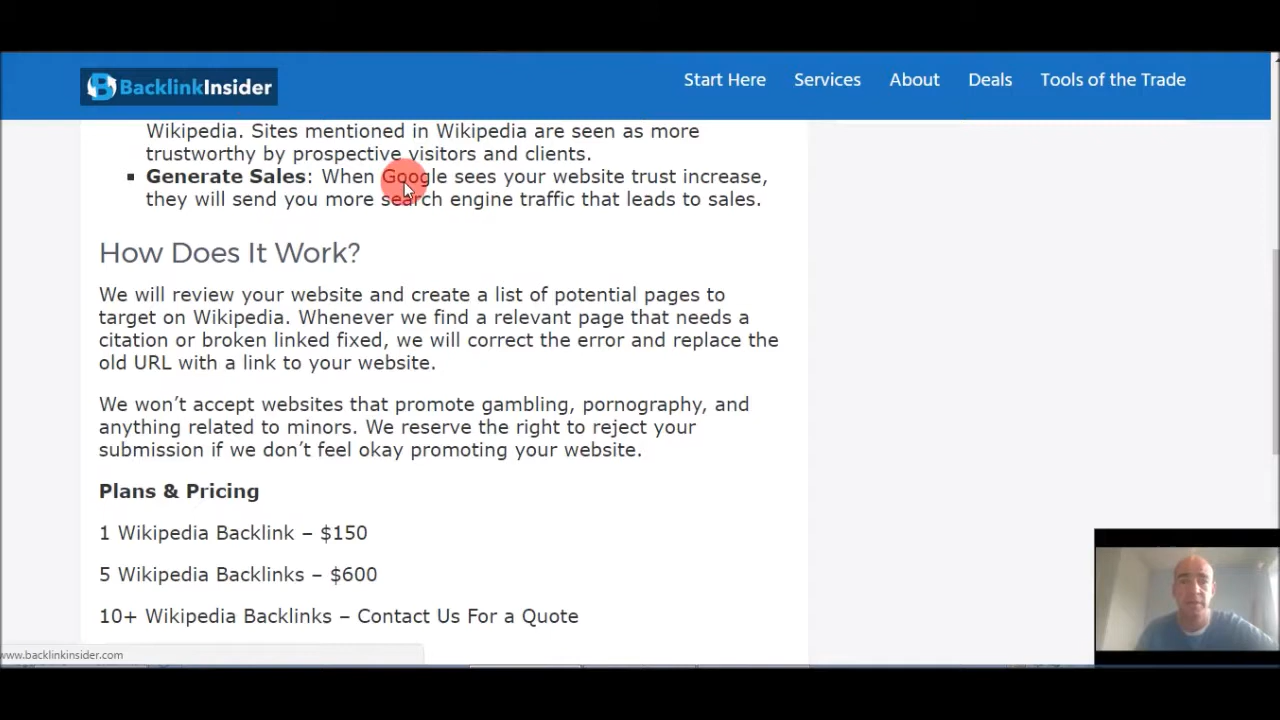 BacklinkInsider
Start Here Services About Deals Tools of the Trade
Wikipedia. Sites mentioned in Wikipedia are seen as more
trustworthy by prospective visitors and clients.
Generate Sales: When Google sees your website trust increase,
they will send you more search engine traffic that leads to sales.
How Does It Work?
We will review your website and create a list of potential pages to
target on Wikipedia. Whenever we find a relevant page that needs a
citation or broken linked fixed, we will correct the error and replace the
old URL with a link to your website.
We won’t accept websites that promote gambling, pornography, and
anything related to minors. We reserve the right to reject your
submission if we don’t feel okay promoting your website.
Plans & Pricing
1 Wikipedia Backlink – $150
5 Wikipedia Backlinks – $600
10+ Wikipedia Backlinks – Contact Us For a Quote
www.backlinkinsider.com